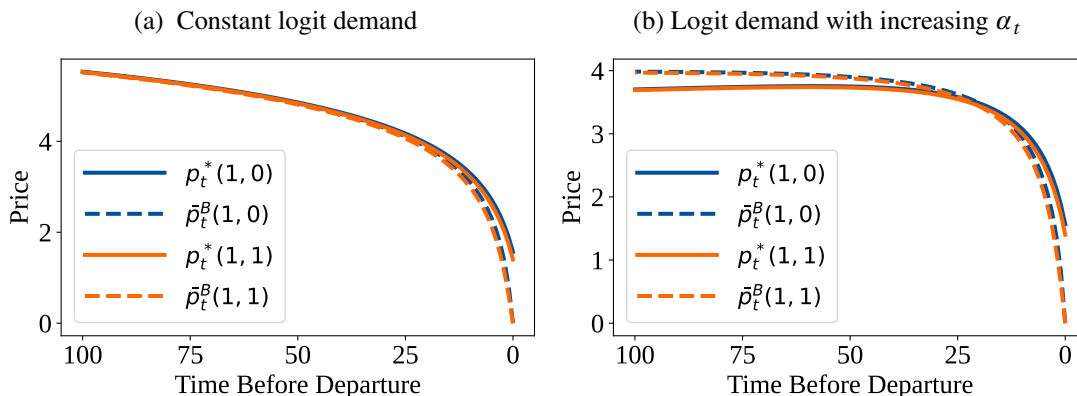 (a) Constant logit demand
Price
4
2
0
p_t^*(1, 0)
p̄_t^B(1, 0)
p_t^*(1, 1)
p̄_t^B(1, 1)
100 75 50 25 0
Time Before Departure
(b) Logit demand with increasing α_t
Price
4
3
2
1
0
p_t^*(1, 0)
p̄_t^B(1, 0)
p_t^*(1, 1)
p̄_t^B(1, 1)
100 75 50 25 0
Time Before Departure